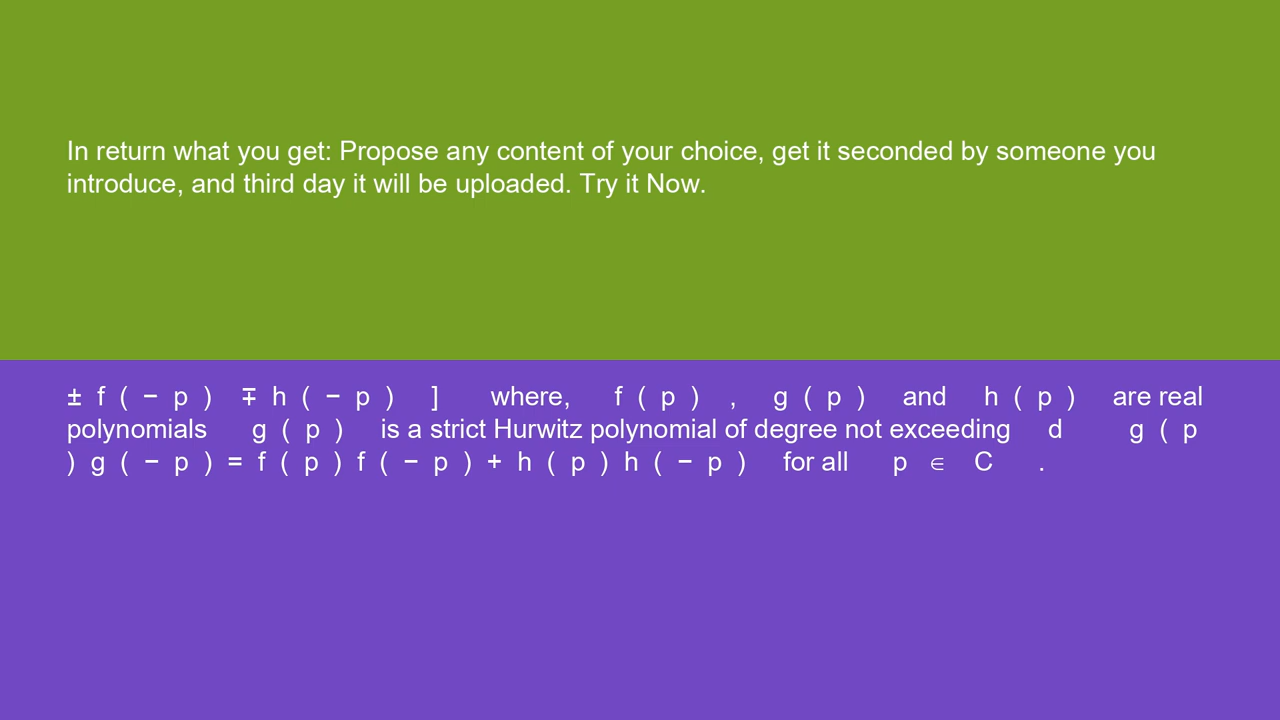 In return what you get: Propose any content of your choice, get it seconded by someone you
introduce, and third day it will be uploaded. Try it Now.
± f ( − p ) ∓ h ( − p ) ] where, f ( p ) , g ( p ) and h ( p ) are real
polynomials g ( p ) is a strict Hurwitz polynomial of degree not exceeding d g ( p
) g ( − p ) = f ( p ) f ( − p ) + h ( p ) h ( − p ) for all p ∈ C .